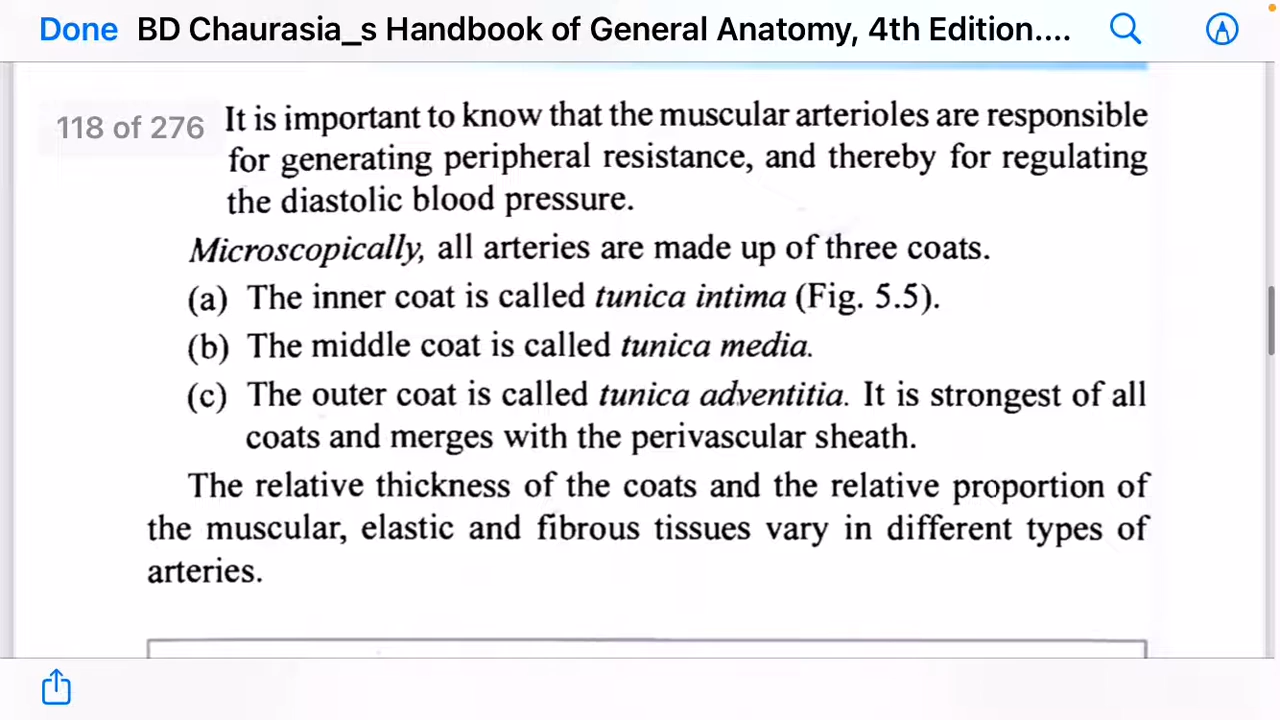 Done BD Chaurasia_s Handbook of General Anatomy, 4th Edition....
118 of 276
It is important to know that the muscular arterioles are responsible
for generating peripheral resistance, and thereby for regulating
the diastolic blood pressure.
Microscopically, all arteries are made up of three coats.
(a) The inner coat is called tunica intima (Fig. 5.5).
(b) The middle coat is called tunica media.
(c) The outer coat is called tunica adventitia. It is strongest of all
coats and merges with the perivascular sheath.
The relative thickness of the coats and the relative proportion of
the muscular, elastic and fibrous tissues vary in different types of
arteries.